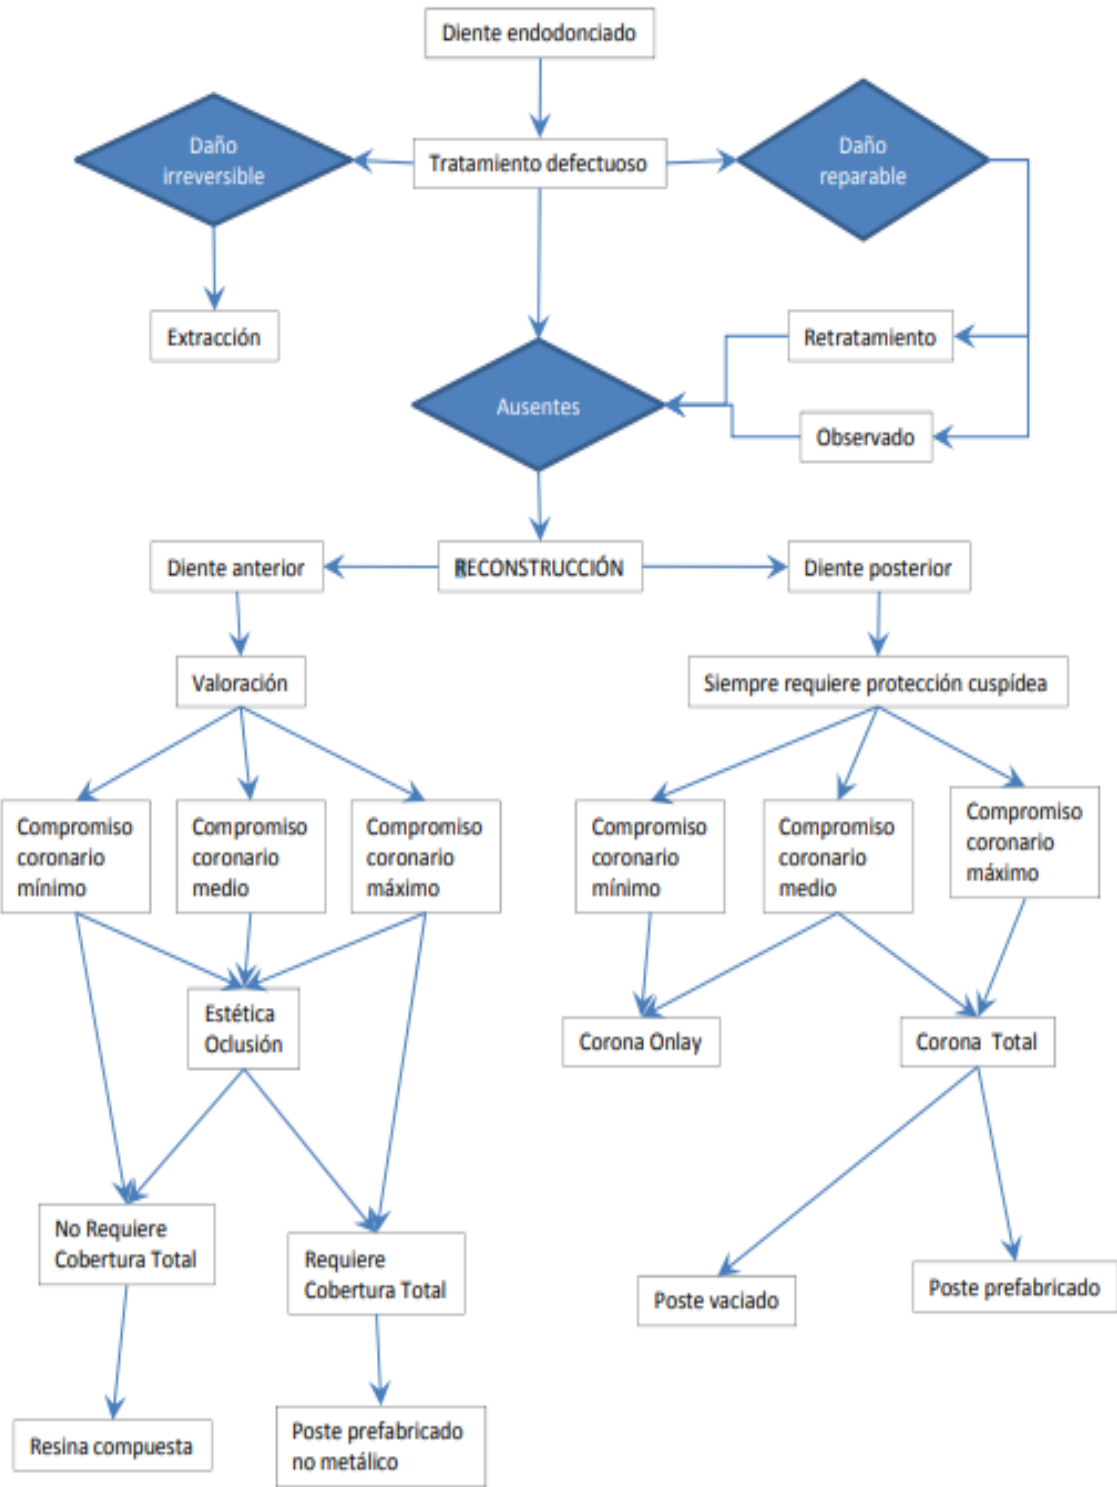 Diente endodonciado
Daño
irreversible
Tratamiento defectuoso
Daño
reparable
Extracción
Retratamiento
Ausentes
Observado
Diente anterior
RECONSTRUCCIÓN
Diente posterior
Valoración
Siempre requiere protección cuspídea
Compromiso
coronario
mínimo
Compromiso
coronario
medio
Compromiso
coronario
máximo
Compromiso
coronario
mínimo
Compromiso
coronario
medio
Compromiso
coronario
máximo
Estética
Oclusión
Corona Onlay
Corona Total
No Requiere
Cobertura Total
Requiere
Cobertura Total
Poste vaciado
Poste prefabricado
Resina compuesta
Poste prefabricado
no metálico